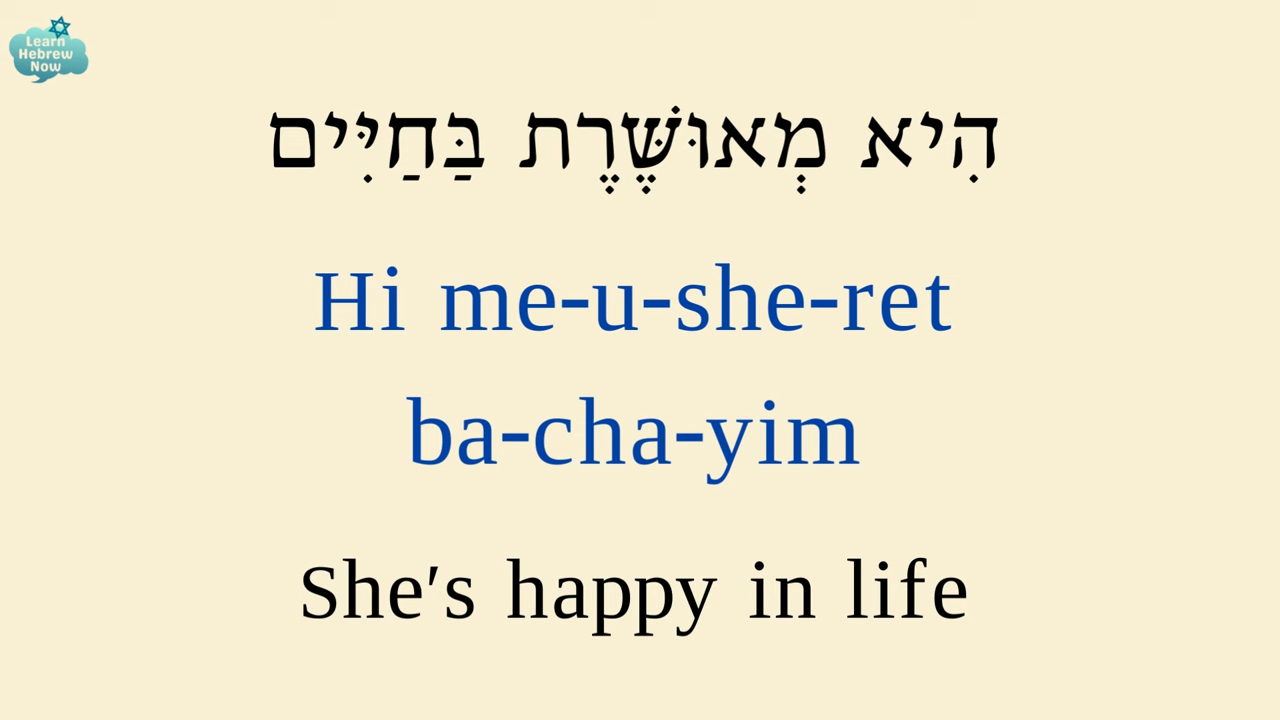 Learn
Hebrew
Now
הִיא מְאוּשֶּׁרֶת בַּחַיִּים
Hi me-u-she-ret
ba-cha-yim
She's happy in life